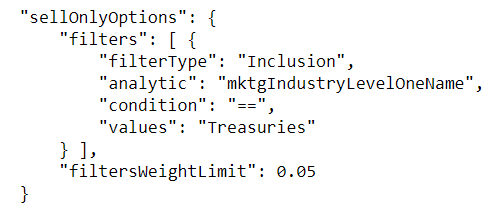 "sellOnlyOptions": {
"filters": [ {
"filterType": "Inclusion",
"analytic": "mktgIndustryLevelOneName",
"condition": "==",
"values": "Treasuries"
} ],
"filtersWeightLimit": 0.05
}